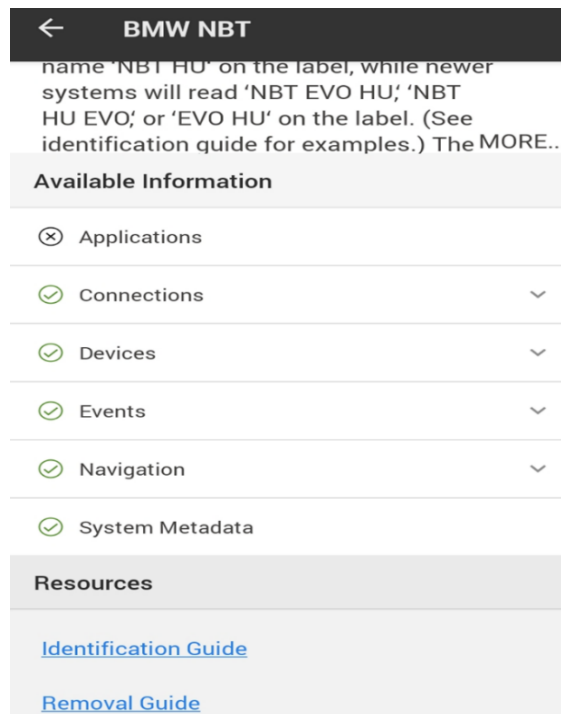 BMW NBT
name ‘NBT HU’ on the label, while newer
systems will read ‘NBT EVO HU,’ ‘NBT
HU EVO,’ or ‘EVO HU‘ on the label. (See
identification guide for examples.) The MORE..
Available Information
Applications
Connections
Devices
Events
Navigation
System Metadata
Resources
Identification Guide
Removal Guide